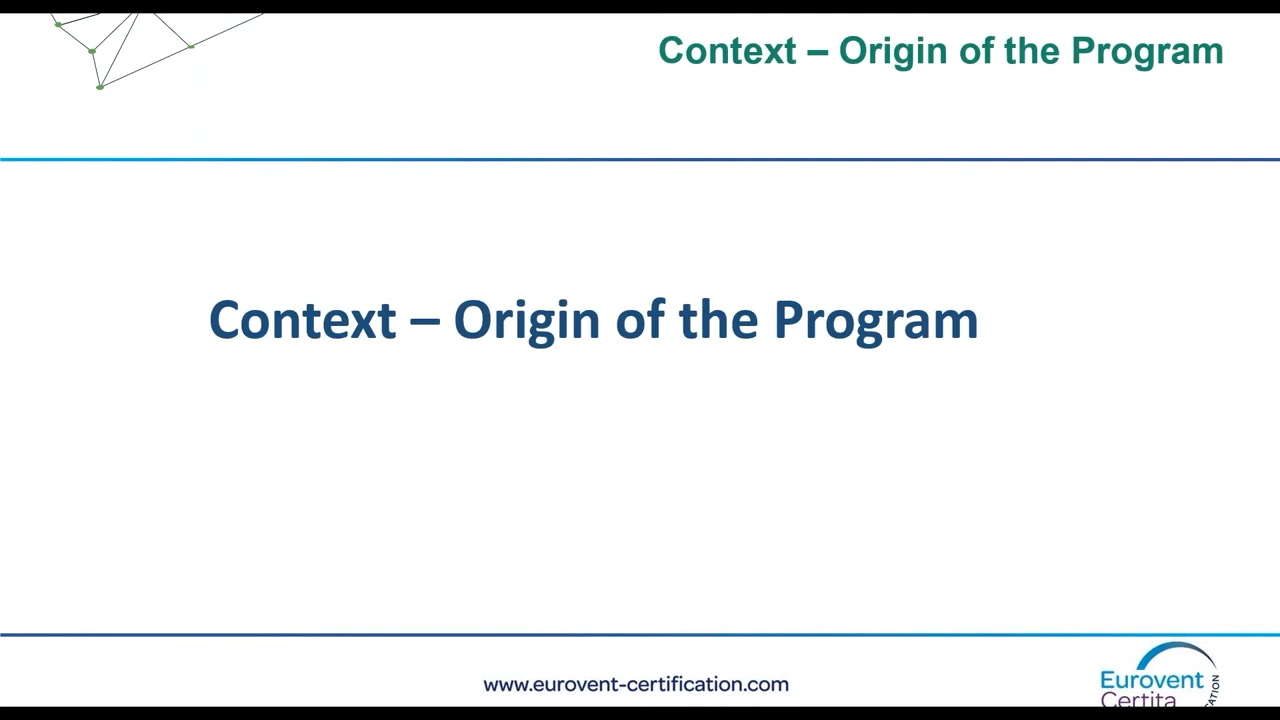 Context – Origin of the Program
Context – Origin of the Program
www.eurovent-certification.com
Eurovent
Certita